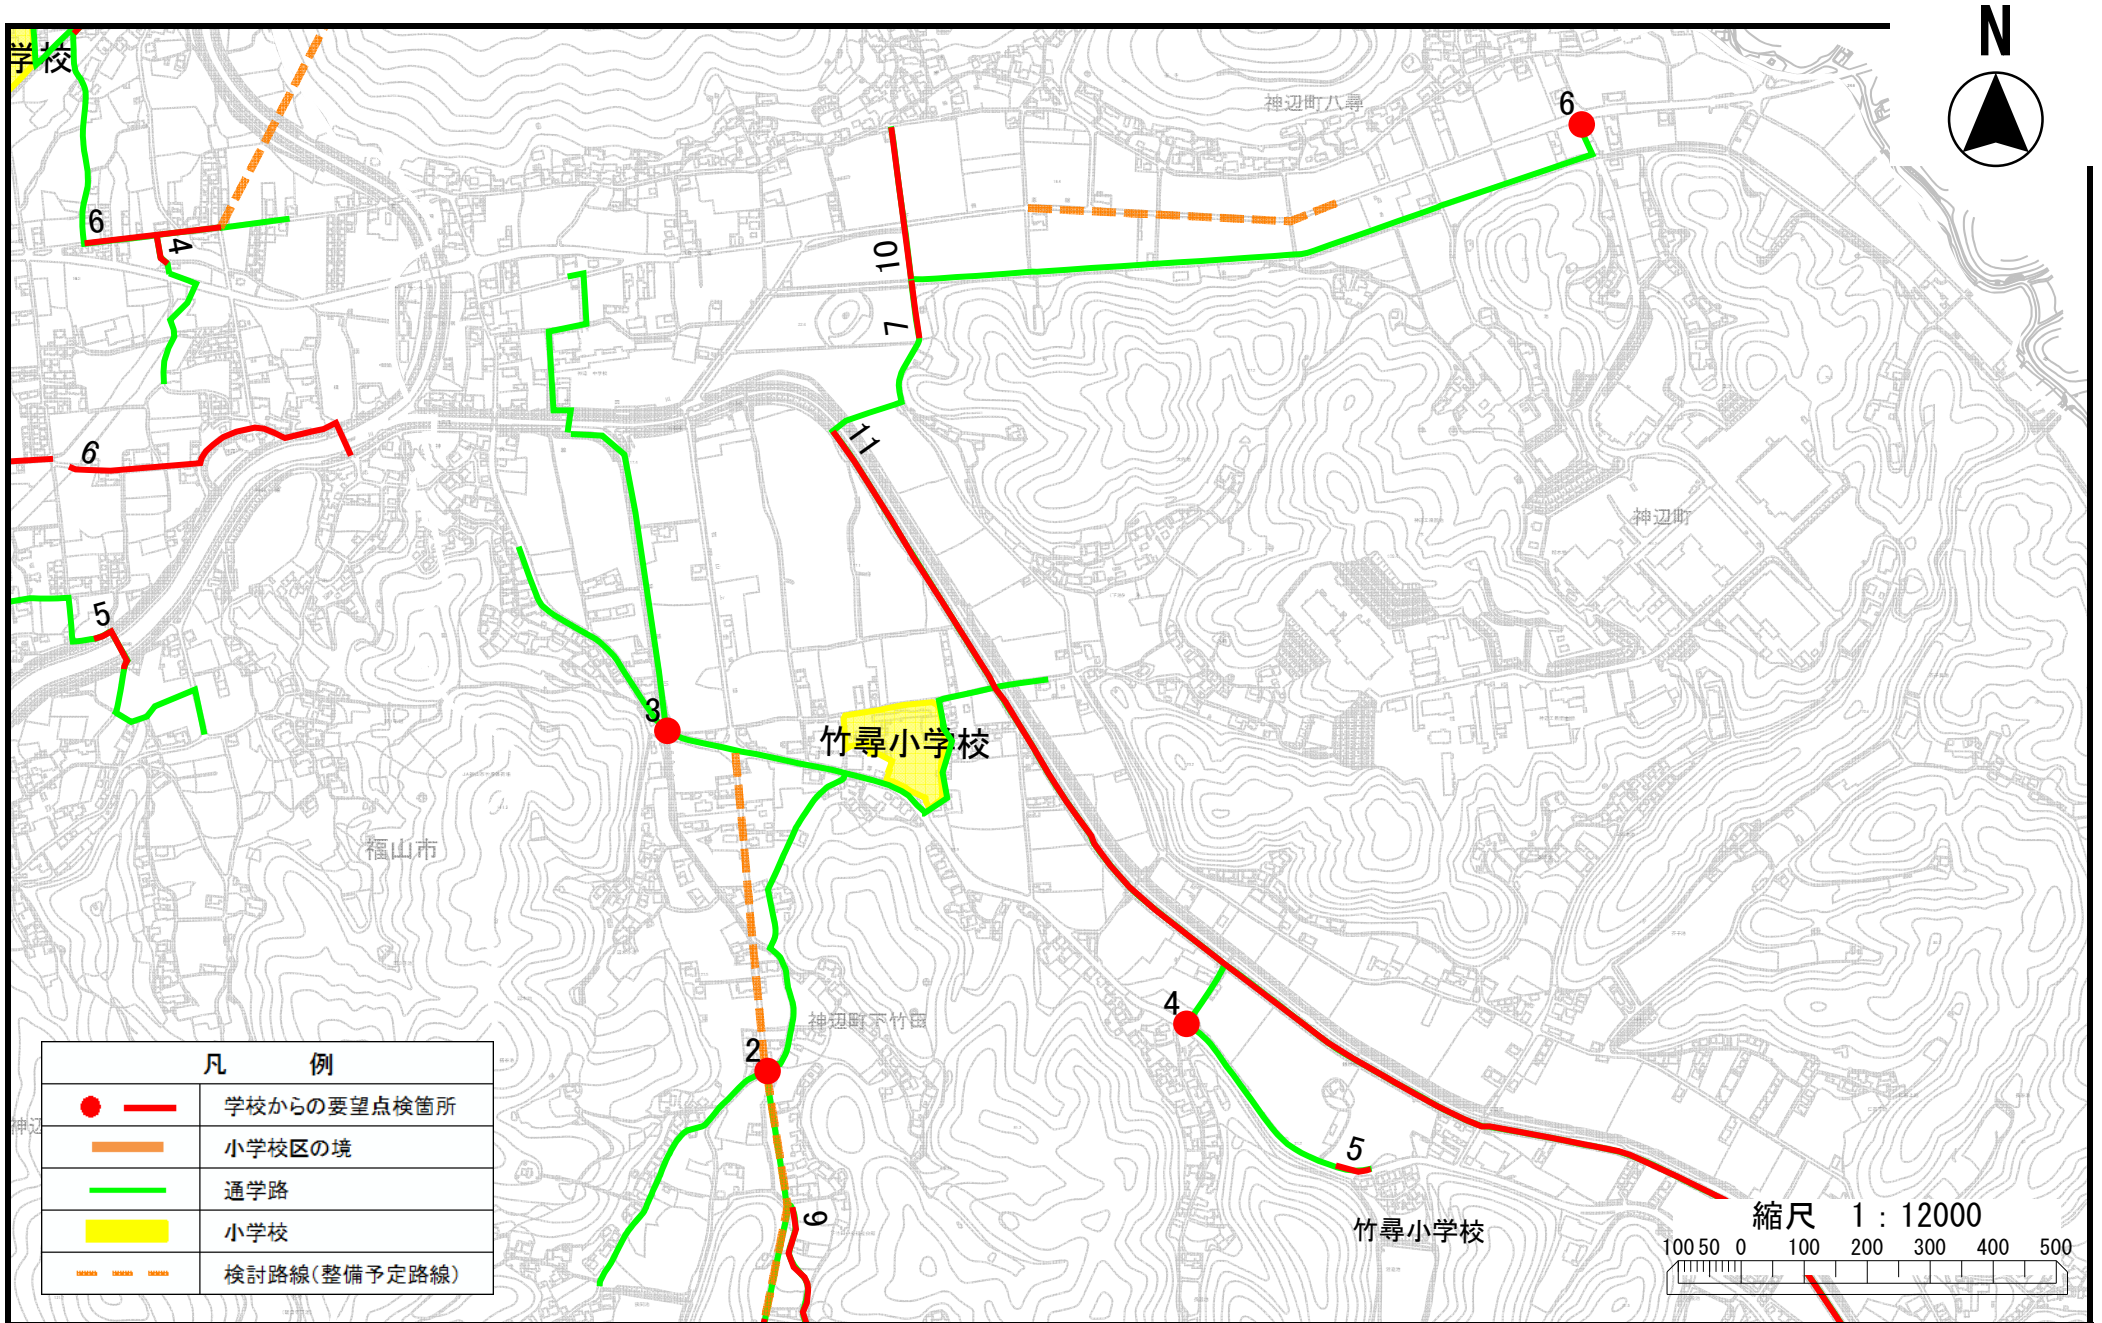 N
学校
神辺町八尋
6
6
4
10
7
11
6
神辺町
5
3
竹尋小学校
福山市
4
神辺町下竹田
2
凡 例
学校からの要望点検箇所
小学校区の境
通学路
小学校
検討路線(整備予定路線)
神辺
5
9
竹尋小学校
縮尺 1:12000
100 50 0 100 200 300 400 500